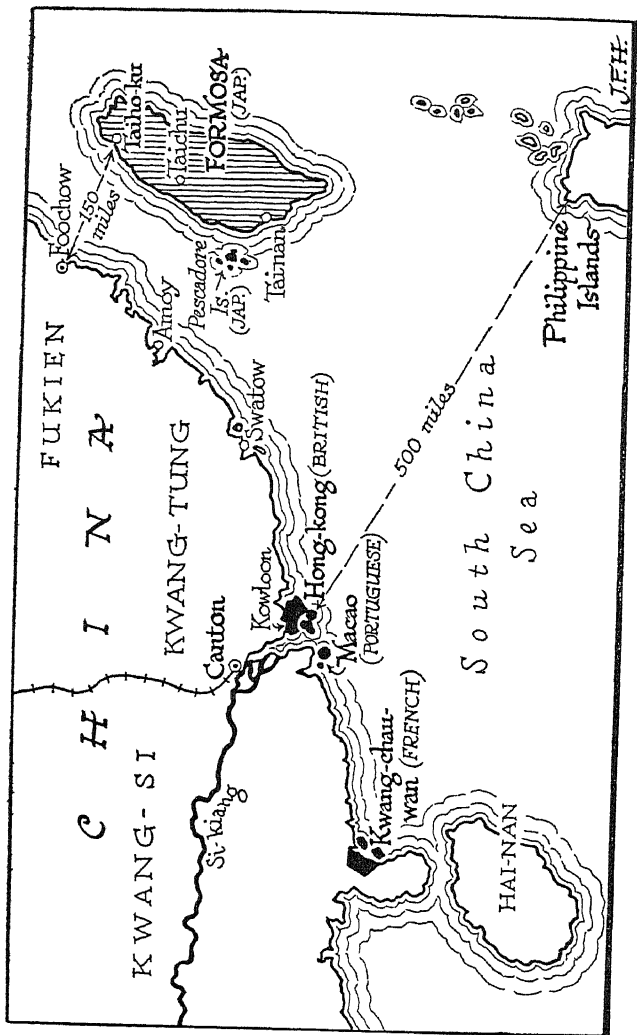 FUKIEN
CHINA
KWANG-TUNG
KWANG-SI
Foochow
150
miles
Taihoku
Taichu
FORMOSA
(JAP.)
Amoy
Pescadore
Is.
(JAP.)
Tainan
Swatow
Canton
Kowloon
Hong-kong (BRITISH)
Macao
(PORTUGUESE)
Si-kiang
Kwang-chau-
wan (FRENCH)
HAI-NAN
500 miles
South China
Sea
Philippine
Islands
J.F.H.